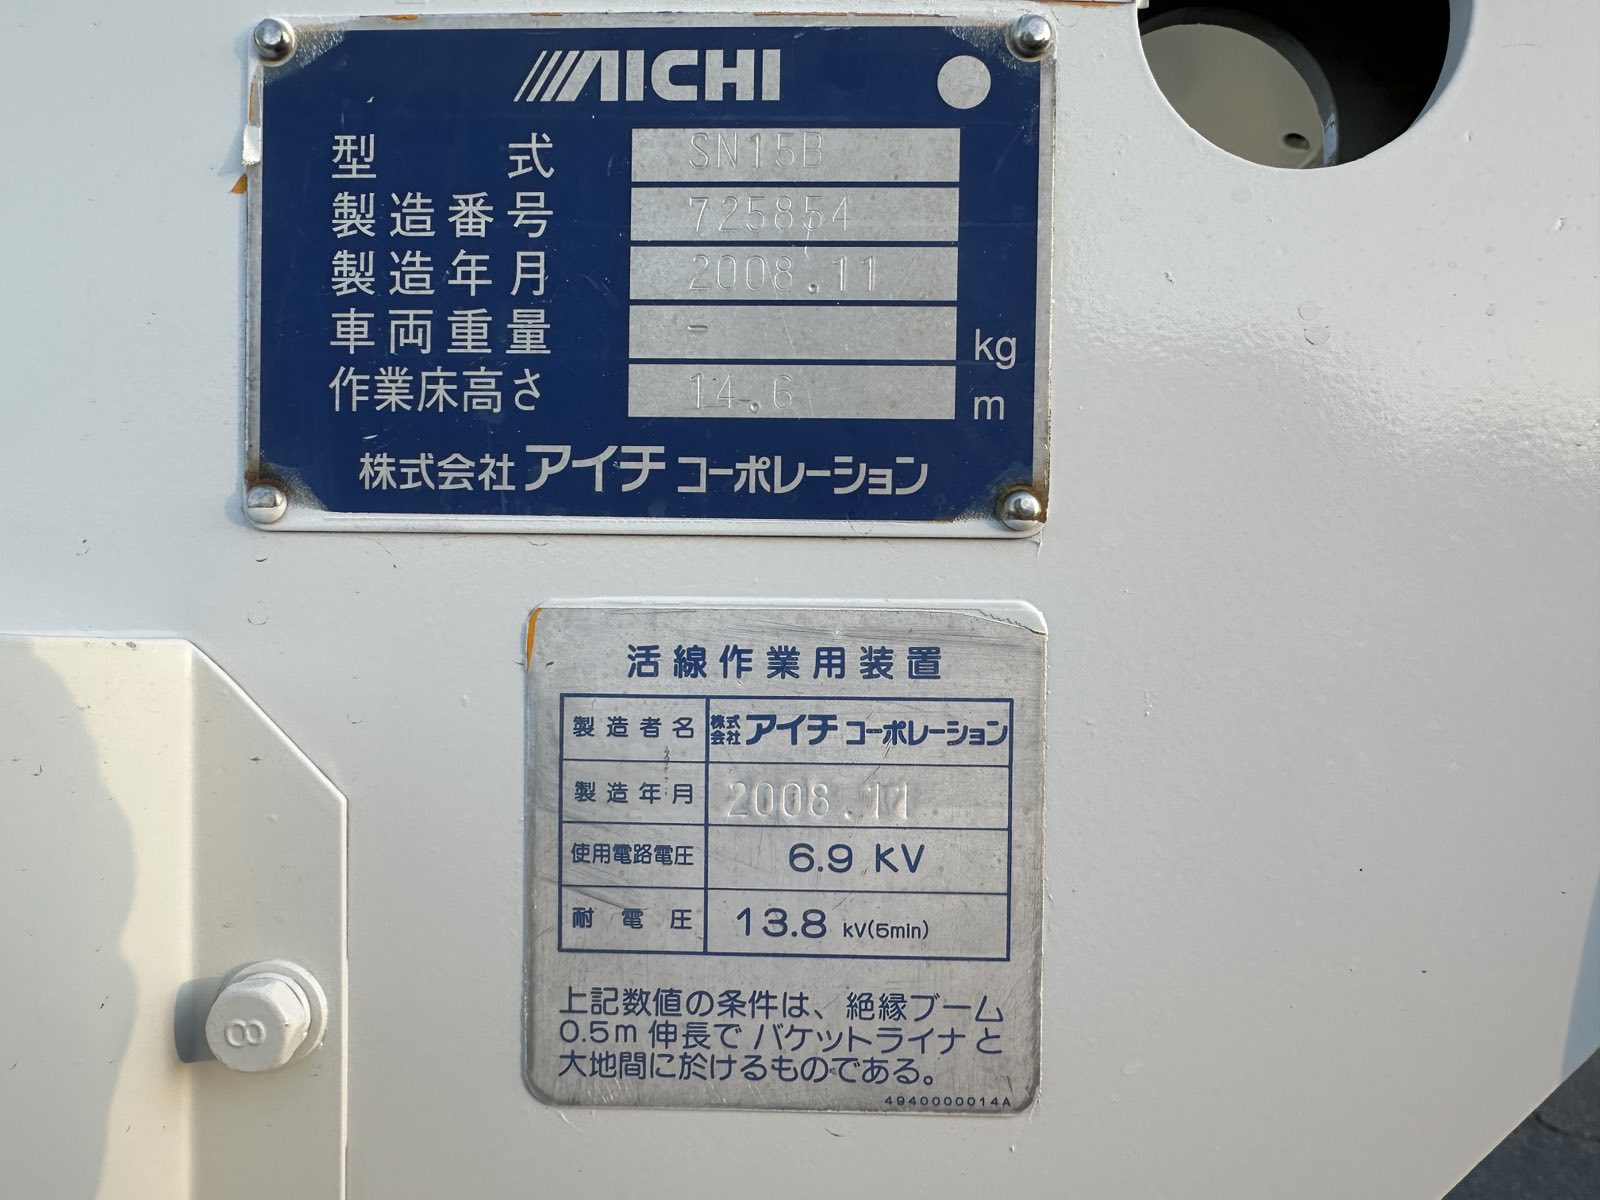 AICHI
型式 SN15B
製造番号 725854
製造年月 2008.11
車両重量 - kg
作業床高さ 14.6 m
株式会社アイチ コーポレーション
活線作業用装置
製造者名 株式会社アイチ コーポレーション
製造年月 2008.11
使用電路電圧 6.9 KV
耐電圧 13.8 kV(5min)
上記数値の条件は、絶縁ブーム
0.5m 伸長で バケットライナと
大地間に於けるものである。
4940000014A
8